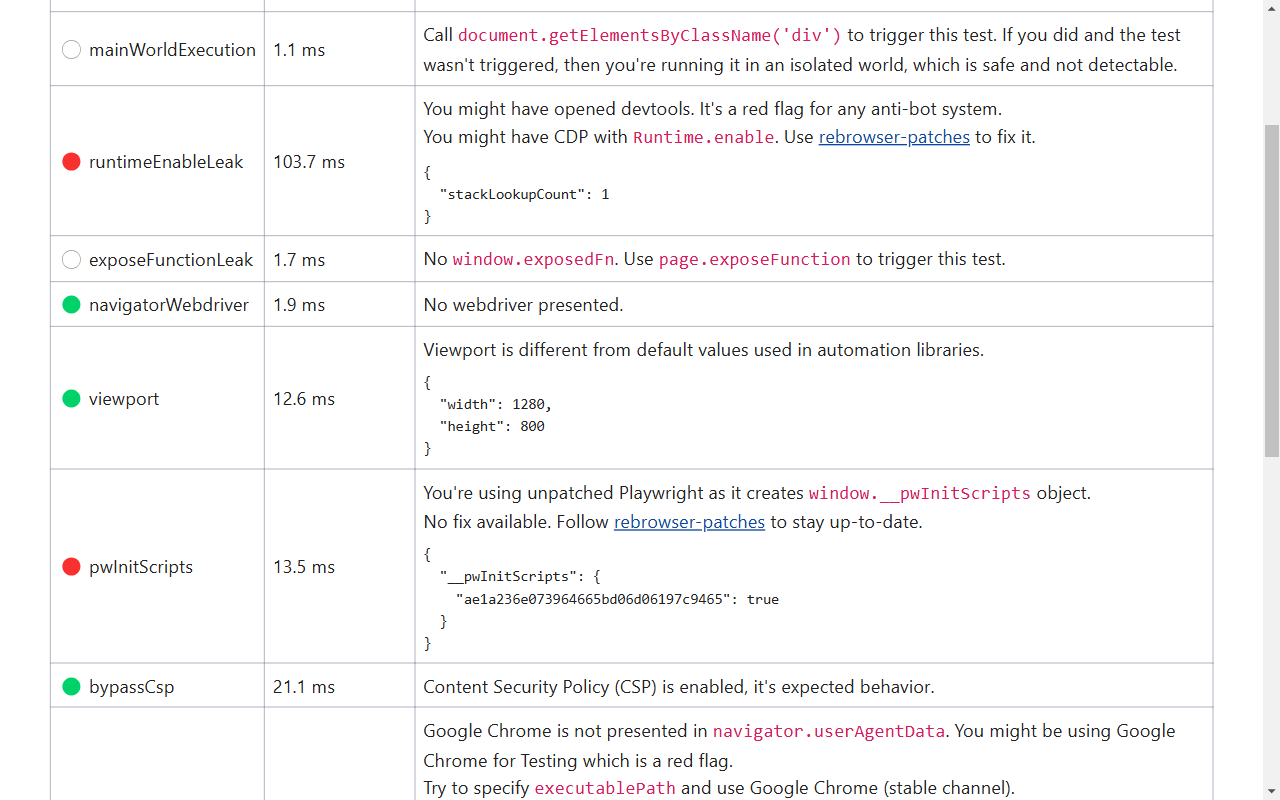 mainWorldExecution 1.1 ms Call document.getElementsByClassName('div') to trigger this test. If you did and the test
wasn't triggered, then you're running it in an isolated world, which is safe and not detectable.
You might have opened devtools. It's a red flag for any anti-bot system.
You might have CDP with Runtime.enable. Use rebrowser-patches to fix it.
runtimeEnableLeak 103.7 ms
{
  "stackLookupCount": 1
}
exposeFunctionLeak 1.7 ms No window.exposedFn. Use page.exposeFunction to trigger this test.
navigatorWebdriver 1.9 ms No webdriver presented.
Viewport is different from default values used in automation libraries.
viewport 12.6 ms
{
  "width": 1280,
  "height": 800
}
You're using unpatched Playwright as it creates window.__pwInitScripts object.
No fix available. Follow rebrowser-patches to stay up-to-date.
pwInitScripts 13.5 ms
{
  "__pwInitScripts": {
    "ae1a236e073964665bd06d06197c9465": true
  }
}
bypassCsp 21.1 ms Content Security Policy (CSP) is enabled, it's expected behavior.
Google Chrome is not presented in navigator.userAgentData. You might be using Google
Chrome for Testing which is a red flag.
Try to specify executablePath and use Google Chrome (stable channel).